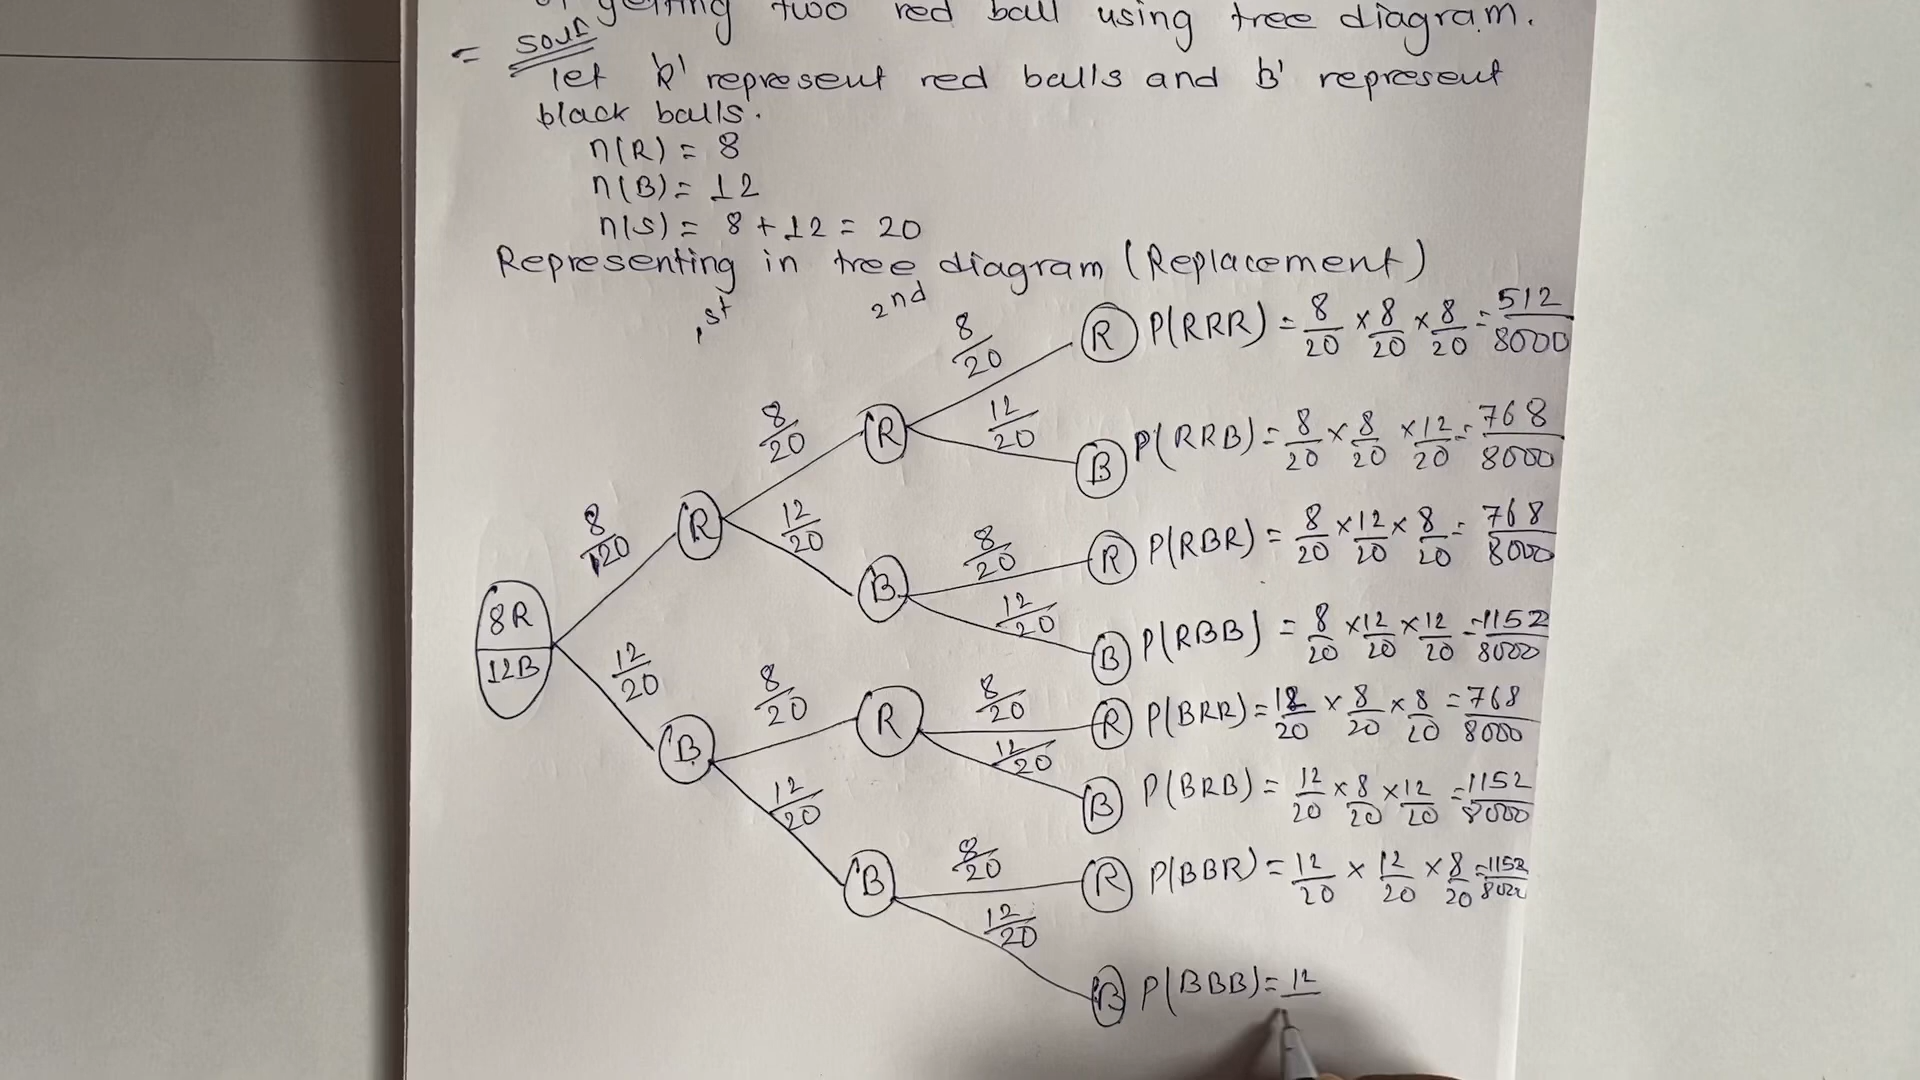 of getting two red ball using tree diagram.
= Soln
let 'R' represent red balls and 'B' represent
black balls.
n(R) = 8
n(B) = 12
n(S) = 8 + 12 = 20
Representing in tree diagram (Replacement)
1st 2nd
8/20 R P(RRR) = 8/20 × 8/20 × 8/20 = 512/8000
8/20 R 12/20 B P(RRB) = 8/20 × 8/20 × 12/20 = 768/8000
8/20 R 12/20 B 8/20 R P(RBR) = 8/20 × 12/20 × 8/20 = 768/8000
8R/12B 12/20 B P(RBB) = 8/20 × 12/20 × 12/20 = 1152/8000
12/20 B 8/20 R 8/20 R P(BRR) = 12/20 × 8/20 × 8/20 = 768/8000
12/20 B P(BRB) = 12/20 × 8/20 × 12/20 = 1152/8000
12/20 B 8/20 R P(BBR) = 12/20 × 12/20 × 8/20 = 1152/8000
12/20 B P(BBB) = 12